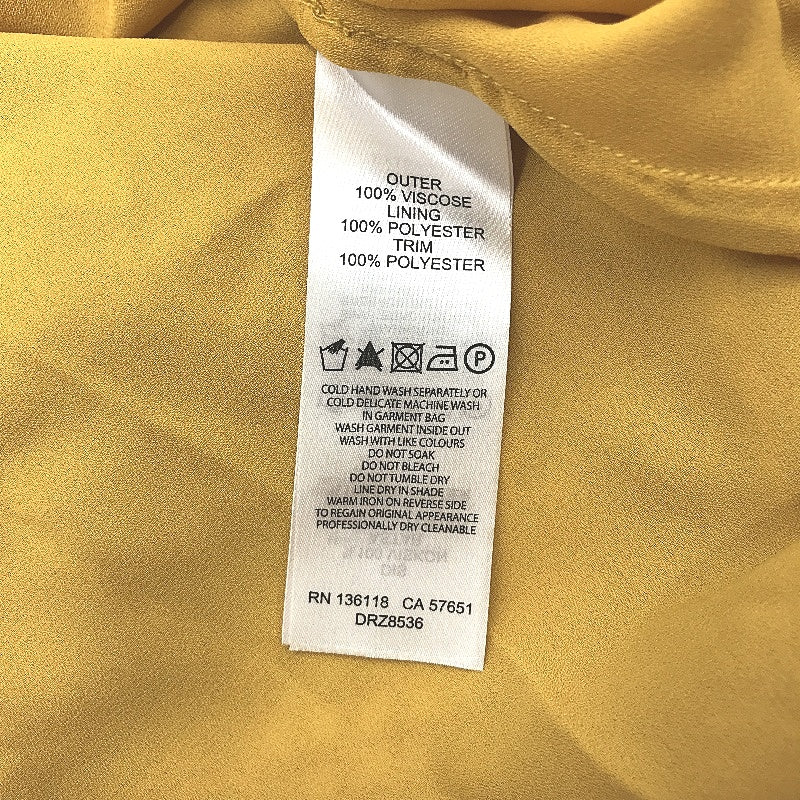 OUTER
100% VISCOSE
LINING
100% POLYESTER
TRIM
100% POLYESTER
P
COLD HAND WASH SEPARATELY OR
COLD DELICATE MACHINE WASH
IN GARMENT BAG
WASH GARMENT INSIDE OUT
WASH WITH LIKE COLOURS
DO NOT SOAK
DO NOT BLEACH
DO NOT TUMBLE DRY
LINE DRY IN SHADE
WARM IRON ON REVERSE SIDE
TO REGAIN ORIGINAL APPEARANCE
PROFESSIONALLY DRY CLEANABLE
RN 136118 CA 57651
DRZ8536